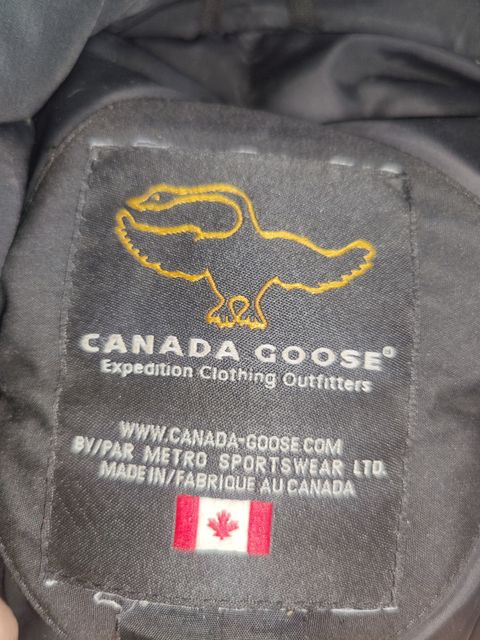 CANADA GOOSE®
Expedition Clothing Outfitters
WWW.CANADA-GOOSE.COM
BY/PAR METRO SPORTSWEAR LTD.
MADE IN/FABRIQUE AU CANADA